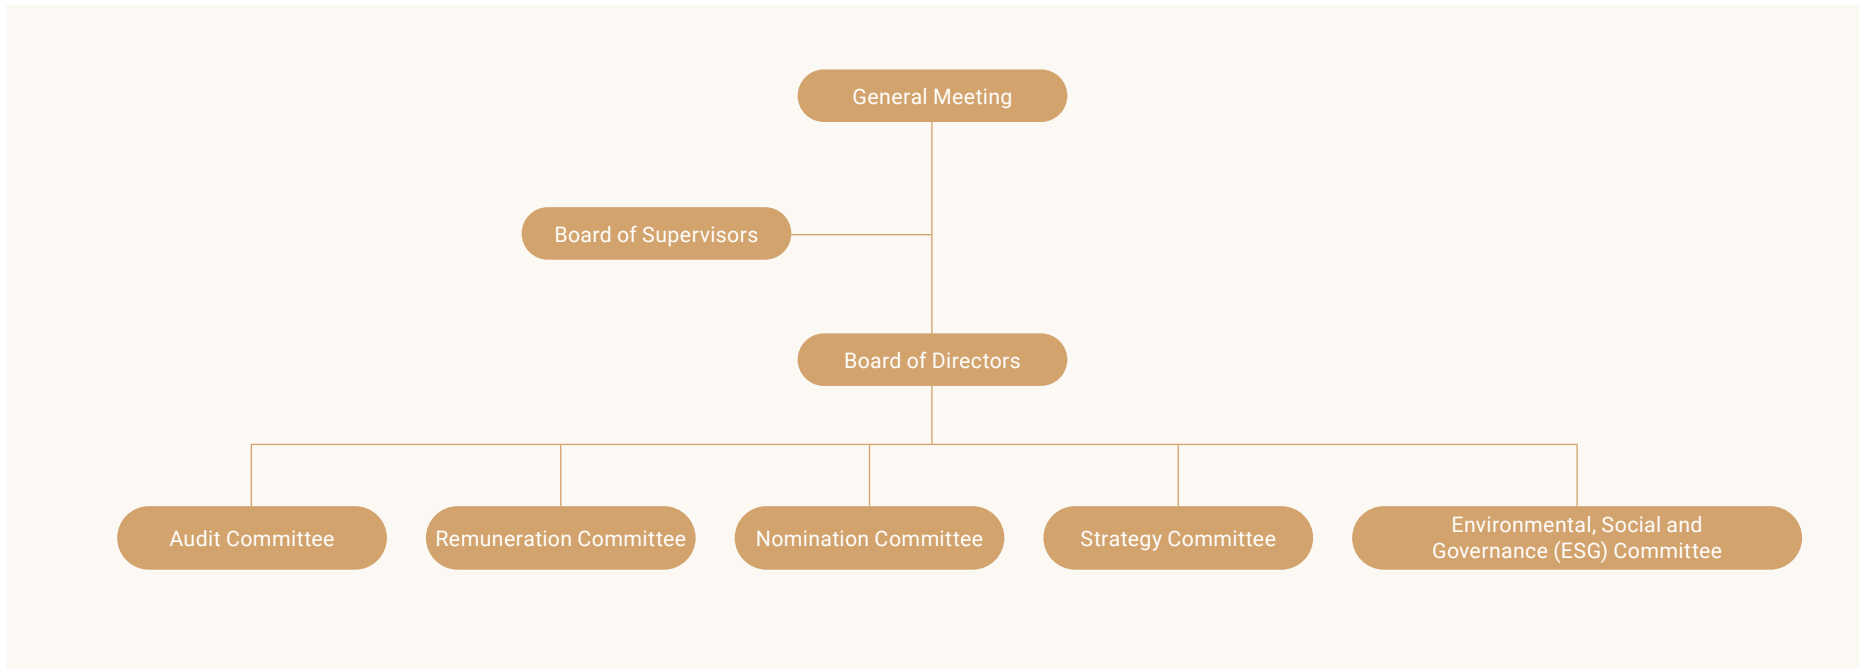 General Meeting
Board of Supervisors
Board of Directors
Audit Committee
Remuneration Committee
Nomination Committee
Strategy Committee
Environmental, Social and
Governance (ESG) Committee